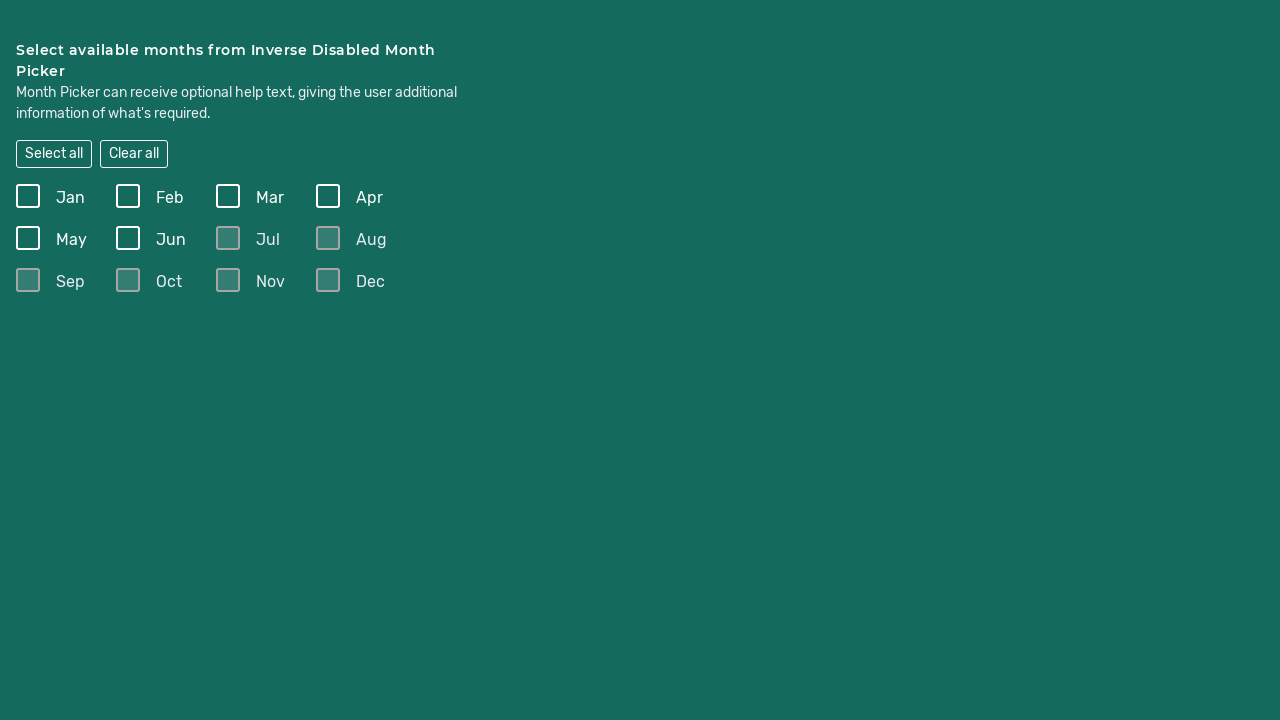 Select available months from Inverse Disabled Month
Picker
Month Picker can receive optional help text, giving the user additional
information of what's required.
Select all Clear all
Jan Feb Mar Apr
May Jun Jul Aug
Sep Oct Nov Dec